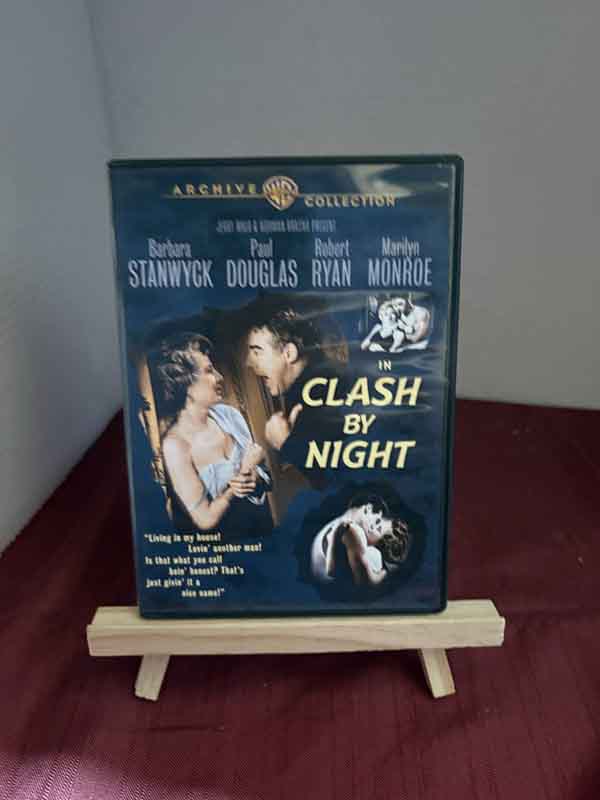 ARCHIVE WB COLLECTION
JERRY WALD & NORMAN KRASNA PRESENT
Barbara Paul Robert Marilyn
STANWYCK DOUGLAS RYAN MONROE
IN
CLASH
BY
NIGHT
"Living in my house!
Lovin' another man!
Is that what you call
bein' honest? That's
just givin' it a
nice name!"